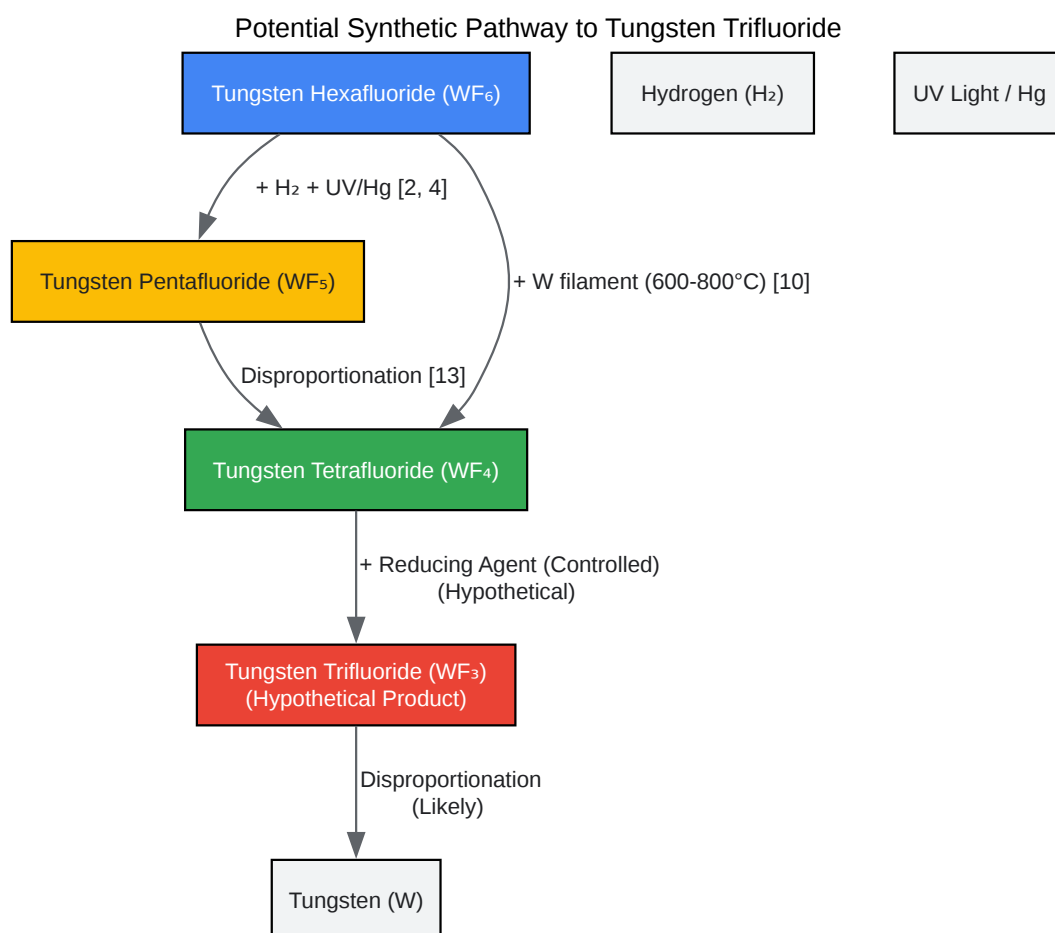 Potential Synthetic Pathway to Tungsten Trifluoride
Tungsten Hexafluoride (WF₆)
Hydrogen (H₂)
UV Light / Hg
+ H₂ + UV/Hg [2, 4]
Tungsten Pentafluoride (WF₅)
+ W filament (600-800°C) [10]
Disproportionation [13]
Tungsten Tetrafluoride (WF₄)
+ Reducing Agent (Controlled)
(Hypothetical)
Tungsten Trifluoride (WF₃)
(Hypothetical Product)
Disproportionation
(Likely)
Tungsten (W)